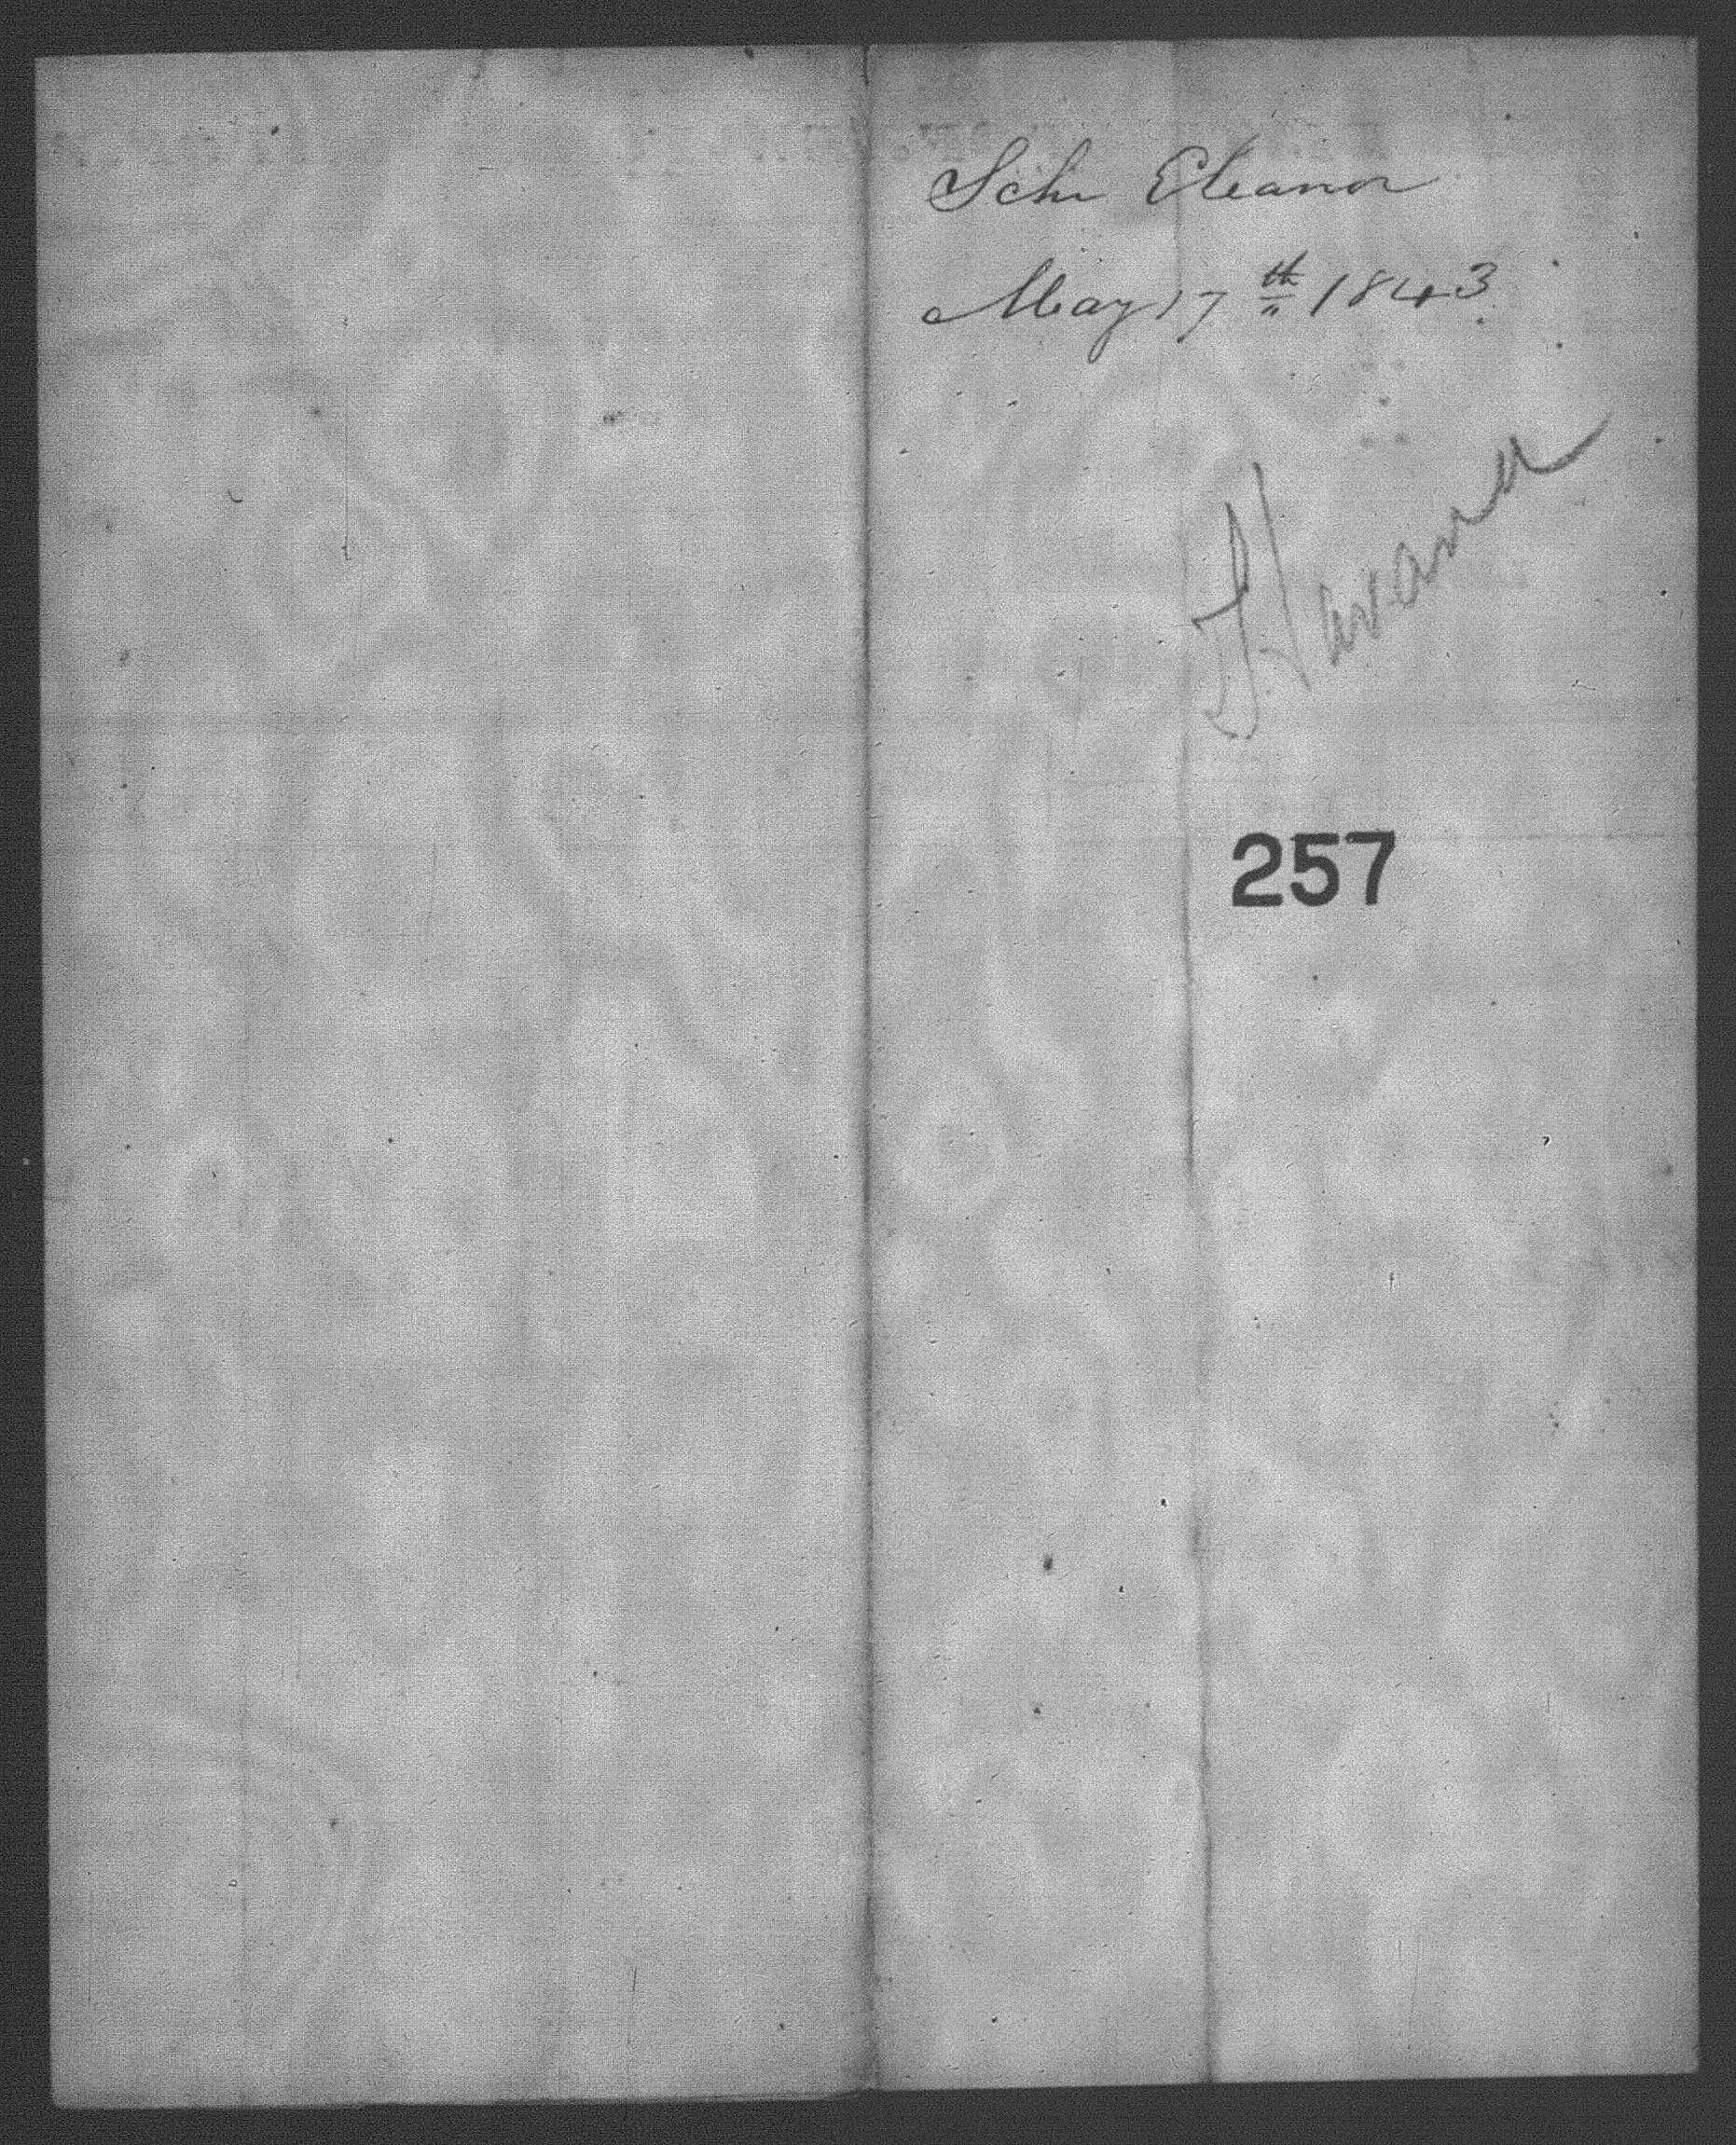 Schr Eleanor
May 17th 1843
Havana
257